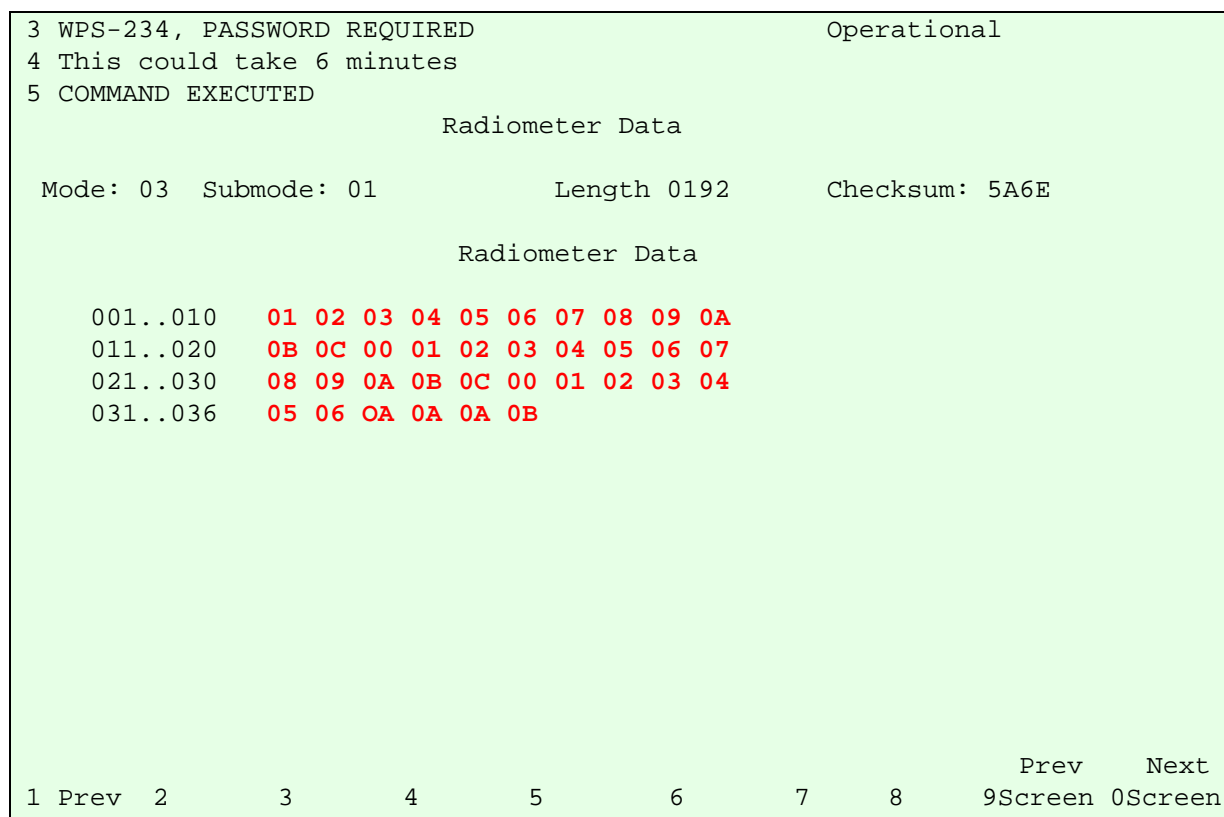 3 WPS-234, PASSWORD REQUIRED Operational
4 This could take 6 minutes
5 COMMAND EXECUTED
Radiometer Data
Mode: 03 Submode: 01 Length 0192 Checksum: 5A6E
Radiometer Data
001..010 01 02 03 04 05 06 07 08 09 0A
011..020 0B 0C 00 01 02 03 04 05 06 07
021..030 08 09 0A 0B 0C 00 01 02 03 04
031..036 05 06 OA 0A 0A 0B
Prev Next
1 Prev 2 3 4 5 6 7 8 9Screen 0Screen